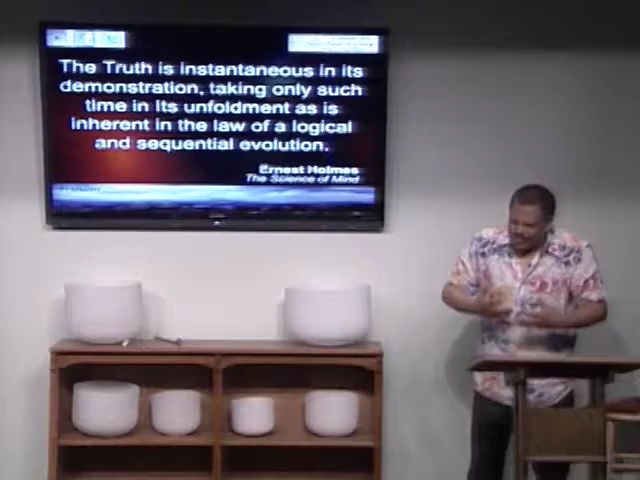 The Truth is instantaneous in its
demonstration, taking only such
time in Its unfoldment as is
inherent in the law of a logical
and sequential evolution.
Ernest Holmes
The Science of Mind